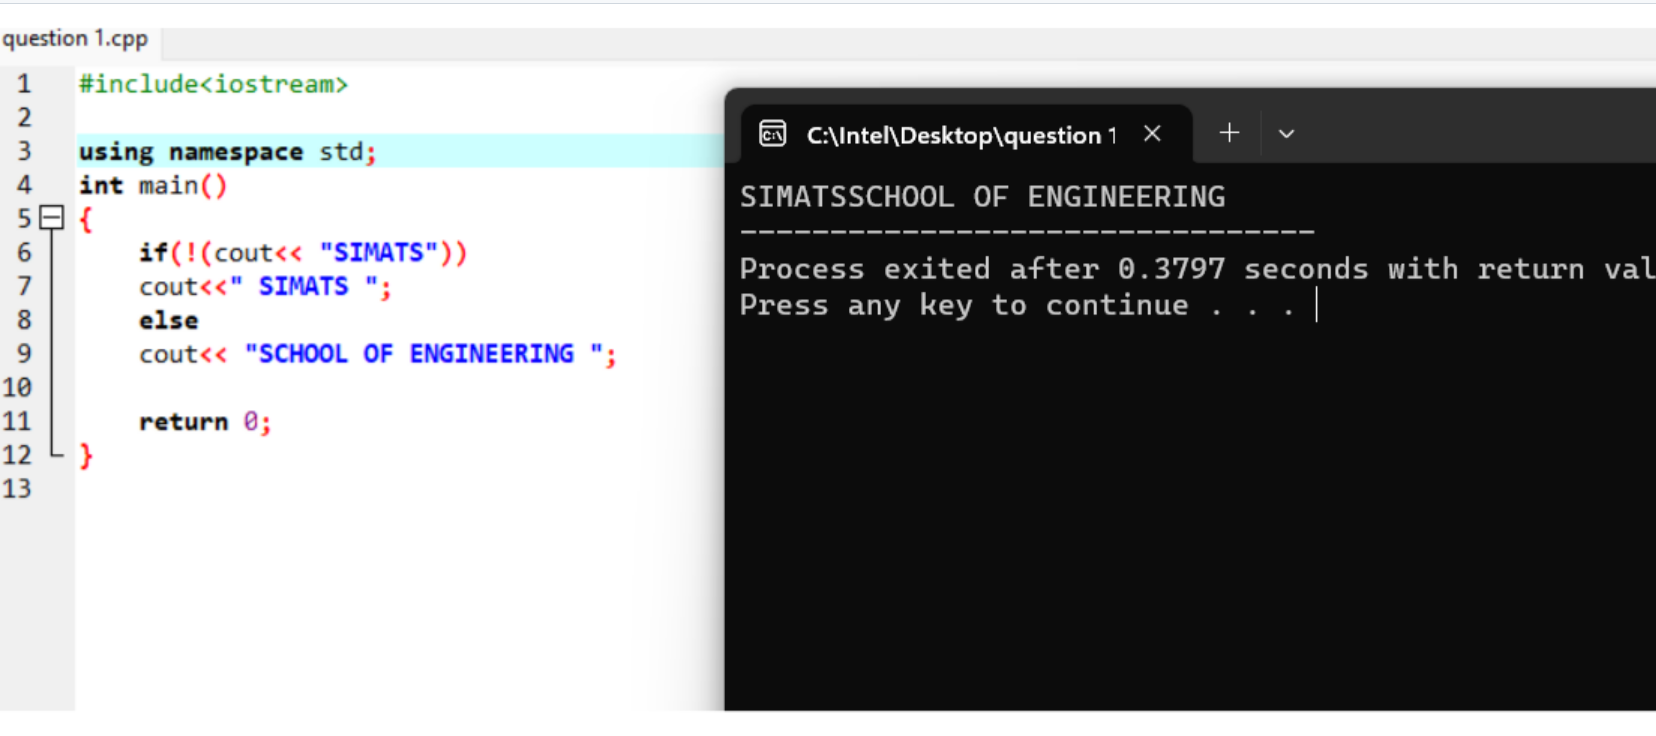 question 1.cpp
1 #include<iostream>
2
3 using namespace std;
4 int main()
5 {
6 if(!(cout<< "SIMATS"))
7 cout<<" SIMATS ";
8 else
9 cout<< "SCHOOL OF ENGINEERING ";
10
11 return 0;
12 }
13
C:\Intel\Desktop\question 1
SIMATSSCHOOL OF ENGINEERING
--------------------------------
Process exited after 0.3797 seconds with return val
Press any key to continue . . .